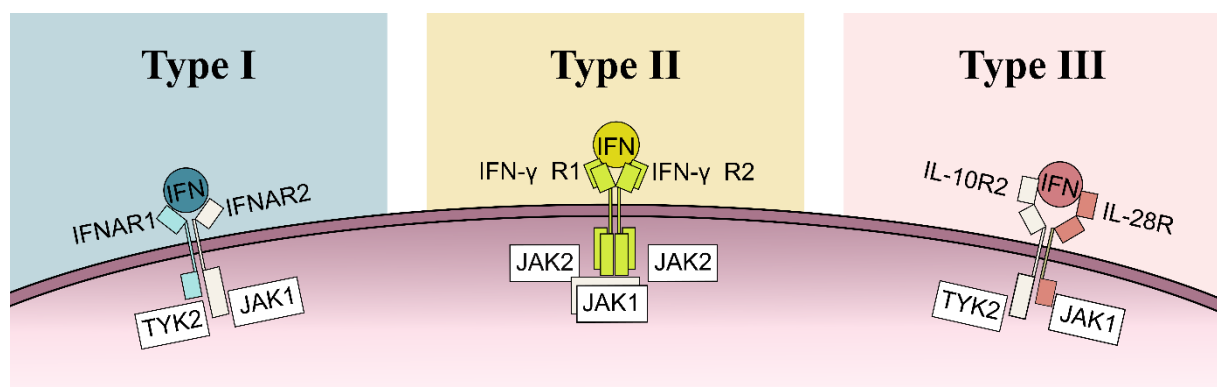 Type I
Type II
Type III
IFN
IFNAR1
IFNAR2
TYK2
JAK1
IFN
IFN-γ R1
IFN-γ R2
JAK2
JAK2
JAK1
IFN
IL-10R2
IL-28R
TYK2
JAK1